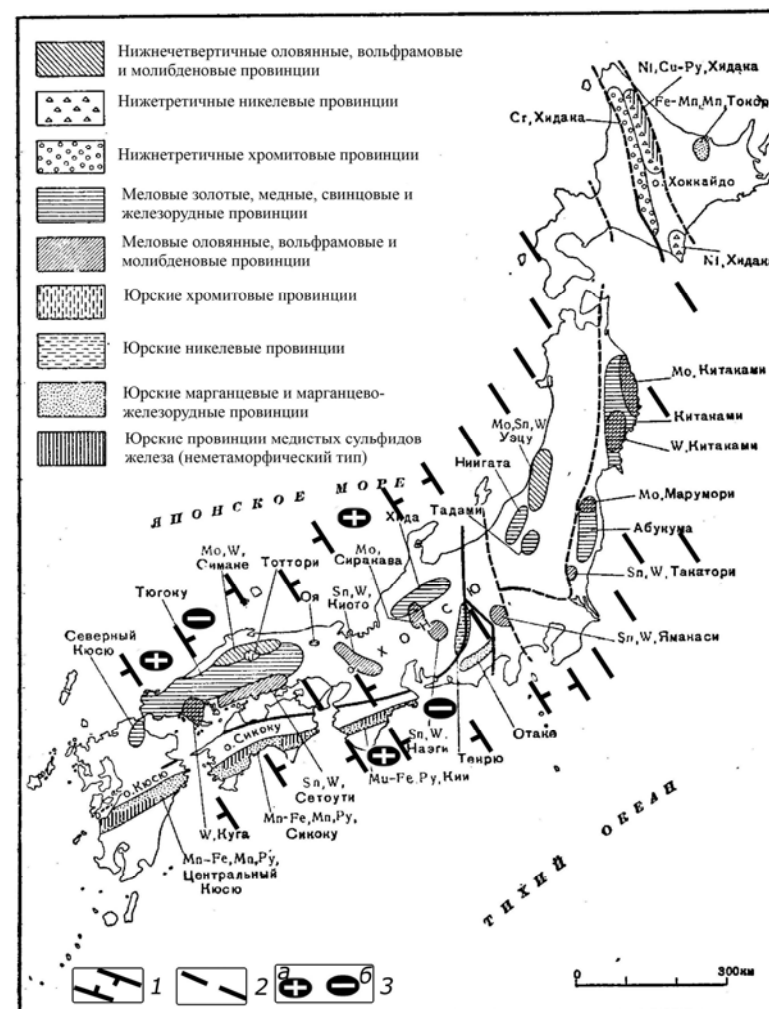 Нижнечетвертичные оловянные, вольфрамовые
и молибденовые провинции
Нижетретичные никелевые провинции
Нижнетретичные хромитовые провинции
Меловые золотые, медные, свинцовые и
железорудные провинции
Меловые оловянные, вольфрамовые и
молибденовые провинции
Юрские хромитовые провинции
Юрские никелевые провинции
Юрские марганцевые и марганцево-
железорудные провинции
Юрские провинции медистых сульфидов
железа (неметаморфический тип)
Ni, Cu-Py, Хидака
Fe-Mn, Mn, Токор
Cr, Хидака
о. Хоккайдо
Ni, Хидака
Mo, Китаками
Китаками
W, Китаками
Mo, Sn, W
Уэцу
Ниигата
Тадами
Mo, Марумори
Абукума
Sn, W, Такатори
Sn, W, Яманаси
ЯПОНСКОЕ МОРЕ
Хида
Mo,
Сиракава
Mo, W,
Симане
Тоттори
Оя
Sn, W,
Киото
Тюгоку
Северный
Кюсю
о. ХОНСЮ
о. Сикоку
о. Кюсю
Отаке
Sn, W,
Наэги
Тенрю
Mu-Fe, Py, Кии
Sn, W,
Сетоути
Mn-Fe, Mn, Py,
Сикоку
W, Куга
Mn-Fe, Mn, Py,
Центральный
Кюсю
ТИХИЙ ОКЕАН
1
2
а
б
3
0
300км